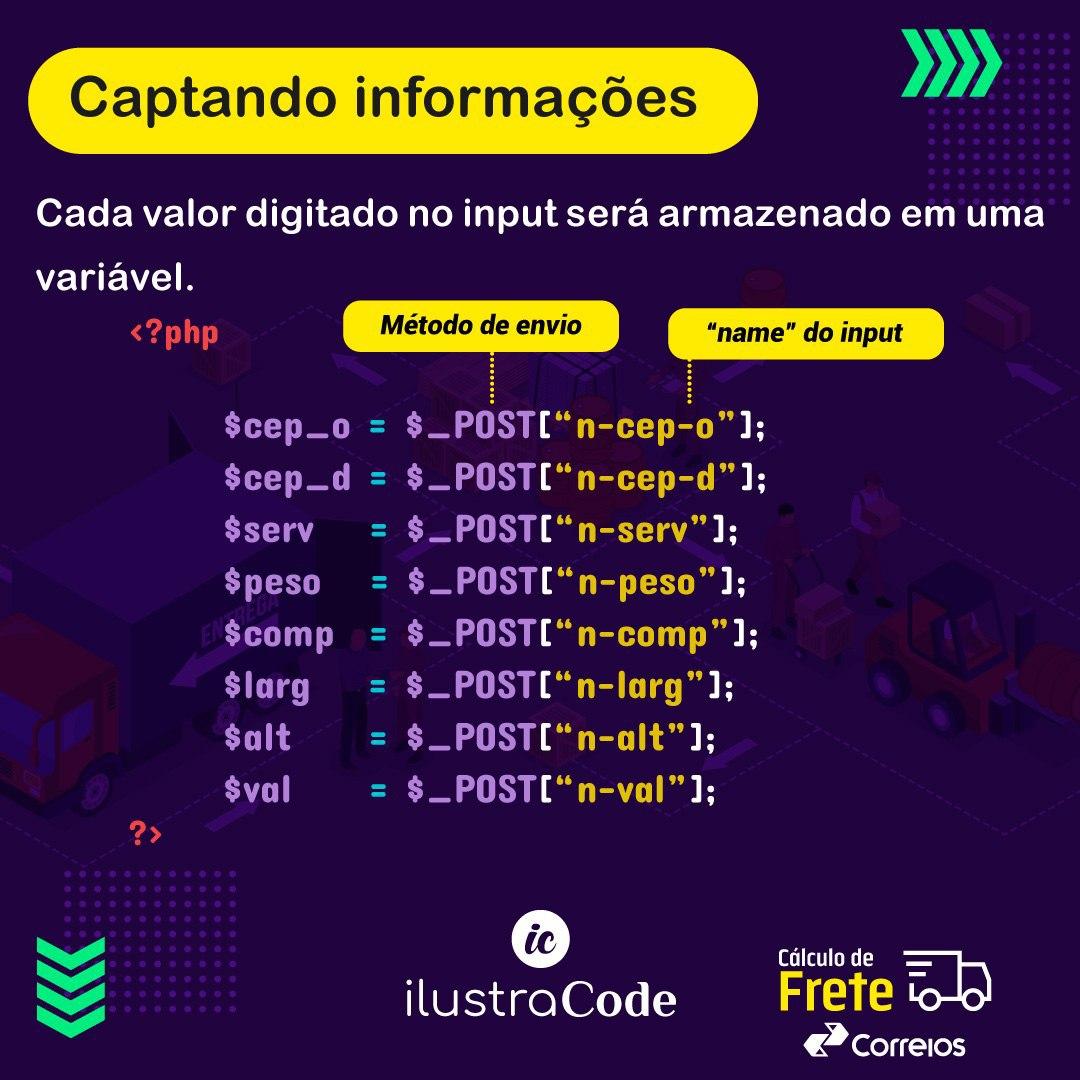 Captando informações
Cada valor digitado no input será armazenado em uma
variável.
<?php
Método de envio
“name” do input
$cep_o = $_POST[“n-cep-o”];
$cep_d = $_POST[“n-cep-d”];
$serv = $_POST[“n-serv”];
$peso = $_POST[“n-peso”];
$comp = $_POST[“n-comp”];
$larg = $_POST[“n-larg”];
$alt = $_POST[“n-alt”];
$val = $_POST[“n-val”];
?>
ENTREGA
ic
ilustraCode
Cálculo de
Frete
Correios